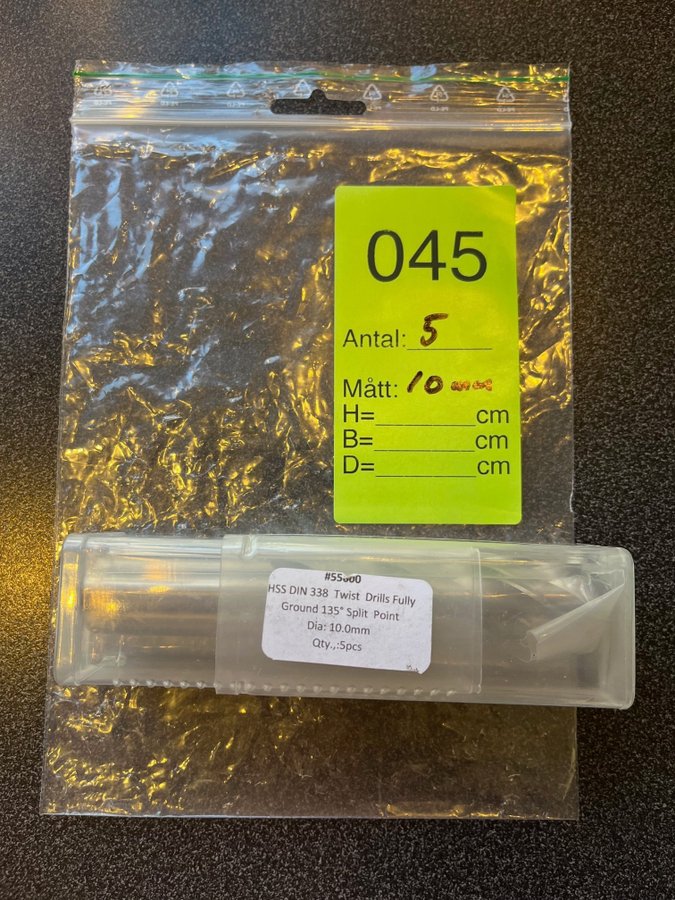 045
Antal: 5
Mått: 10 mm
H=________cm
B=________cm
D=________cm
HSS DIN 338 Twist Drills Fully
Ground 135° Split Point
Dia: 10.0mm
Qty.,:5pcs